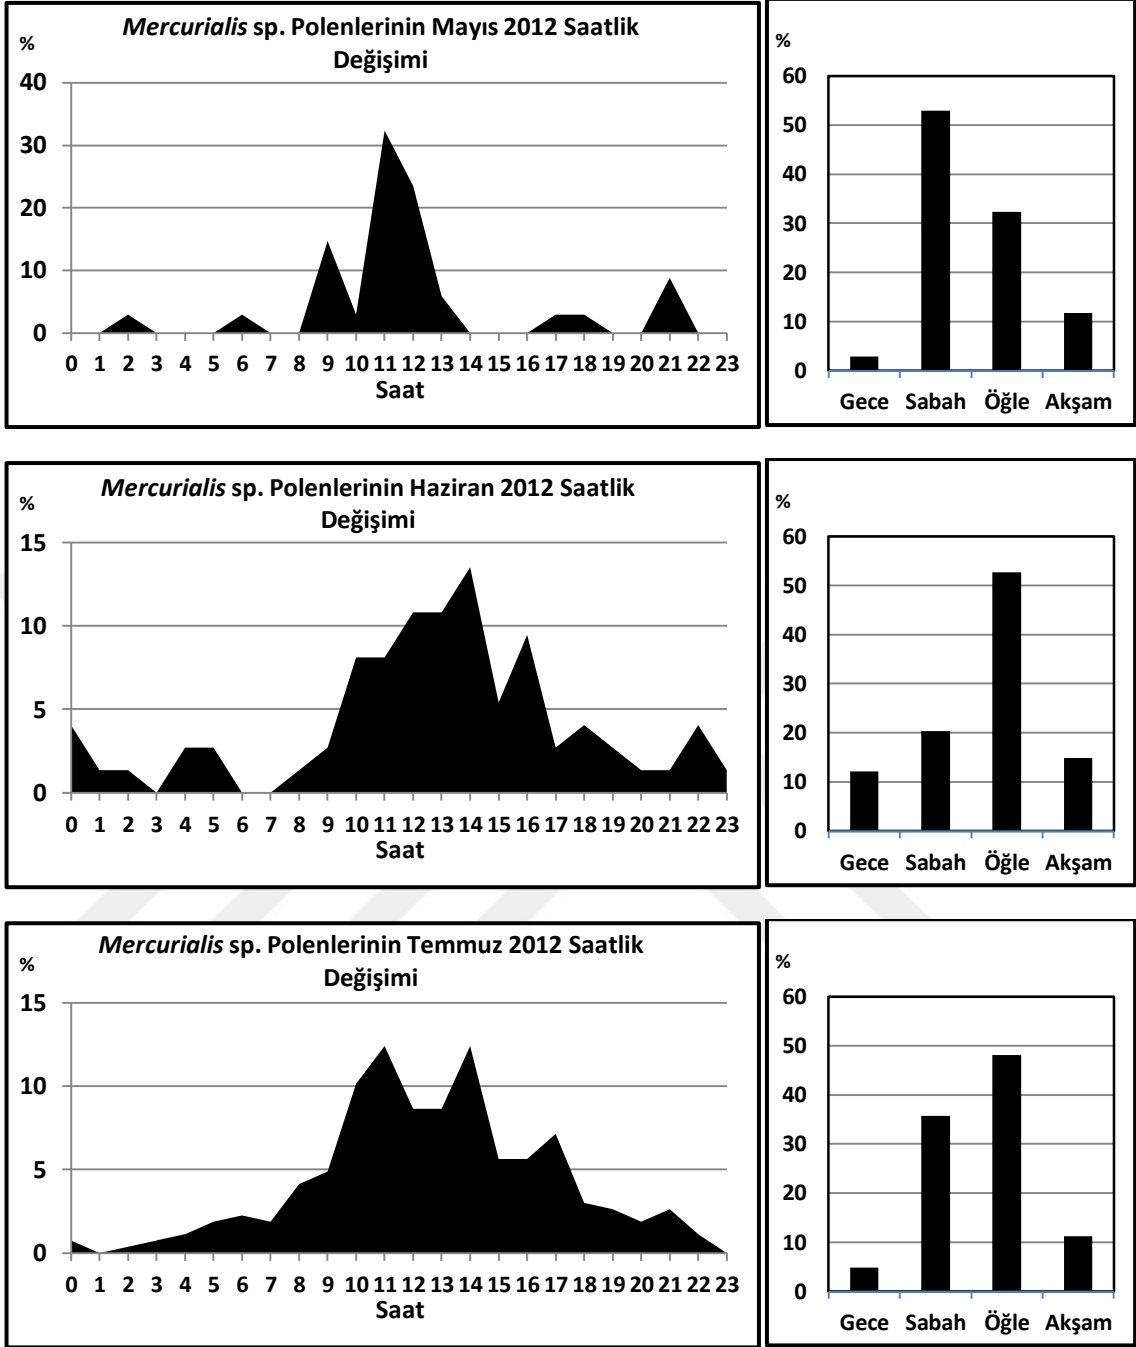 Mercurialis sp. Polenlerinin Mayıs 2012 Saatlik
Değişimi
%
40
30
20
10
0
0 1 2 3 4 5 6 7 8 9 10 11 12 13 14 15 16 17 18 19 20 21 22 23
Saat
%
60
50
40
30
20
10
0
Gece Sabah Öğle Akşam
Mercurialis sp. Polenlerinin Haziran 2012 Saatlik
Değişimi
%
15
10
5
0
0 1 2 3 4 5 6 7 8 9 10 11 12 13 14 15 16 17 18 19 20 21 22 23
Saat
%
60
50
40
30
20
10
0
Gece Sabah Öğle Akşam
Mercurialis sp. Polenlerinin Temmuz 2012 Saatlik
Değişimi
%
15
10
5
0
0 1 2 3 4 5 6 7 8 9 10 11 12 13 14 15 16 17 18 19 20 21 22 23
Saat
%
60
50
40
30
20
10
0
Gece Sabah Öğle Akşam